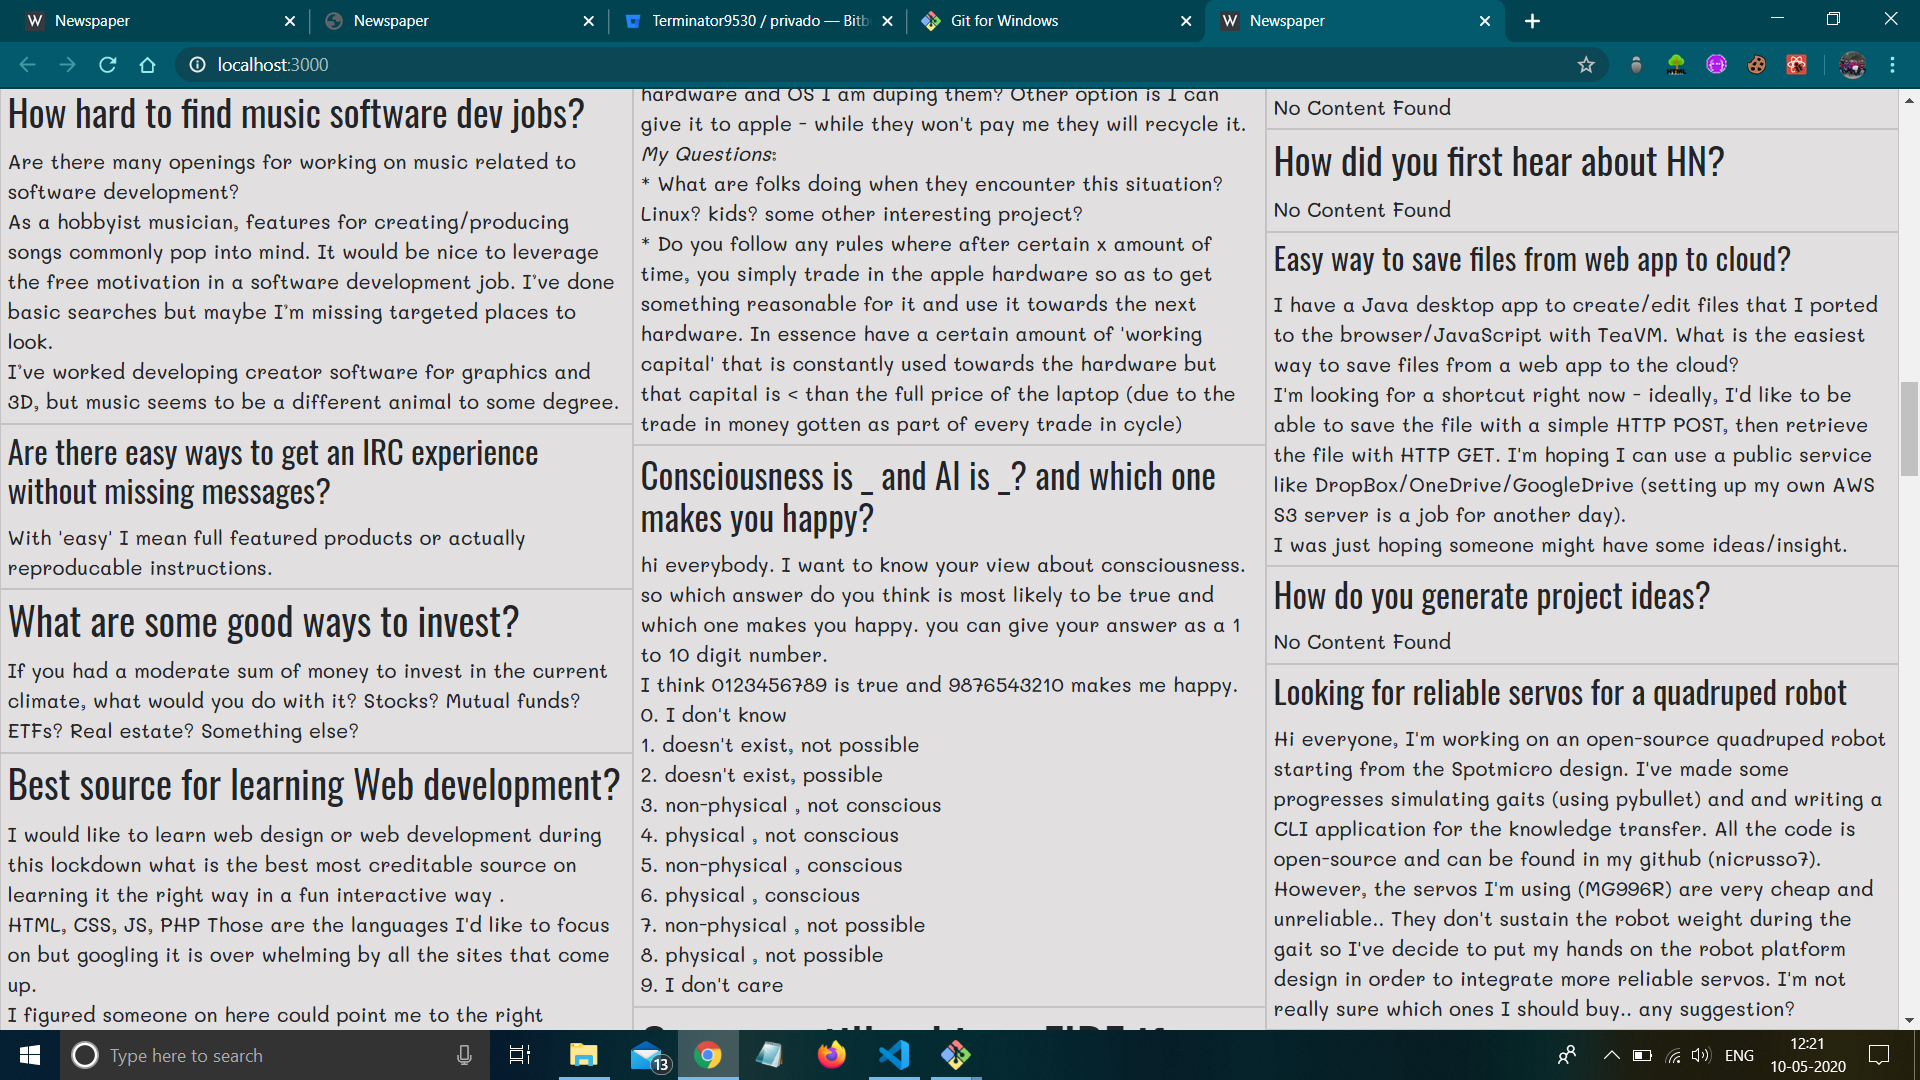 Newspaper
Newspaper
Terminator9530 / privado — Bitb
Git for Windows
Newspaper
localhost:3000
How hard to find music software dev jobs?
Are there many openings for working on music related to
software development?
As a hobbyist musician, features for creating/producing
songs commonly pop into mind. It would be nice to leverage
the free motivation in a software development job. I've done
basic searches but maybe I'm missing targeted places to
look.
I've worked developing creator software for graphics and
3D, but music seems to be a different animal to some degree.
Are there easy ways to get an IRC experience
without missing messages?
With 'easy' I mean full featured products or actually
reproducable instructions.
What are some good ways to invest?
If you had a moderate sum of money to invest in the current
climate, what would you do with it? Stocks? Mutual funds?
ETFs? Real estate? Something else?
Best source for learning Web development?
I would like to learn web design or web development during
this lockdown what is the best most creditable source on
learning it the right way in a fun interactive way .
HTML, CSS, JS, PHP Those are the languages I'd like to focus
on but googling it is over whelming by all the sites that come
up.
I figured someone on here could point me to the right
hardware and OS I am duping them? Other option is I can
give it to apple - while they won't pay me they will recycle it.
My Questions:
* What are folks doing when they encounter this situation?
Linux? kids? some other interesting project?
* Do you follow any rules where after certain x amount of
time, you simply trade in the apple hardware so as to get
something reasonable for it and use it towards the next
hardware. In essence have a certain amount of 'working
capital' that is constantly used towards the hardware but
that capital is < than the full price of the laptop (due to the
trade in money gotten as part of every trade in cycle)
Consciousness is _ and AI is _? and which one
makes you happy?
hi everybody. I want to know your view about consciousness.
so which answer do you think is most likely to be true and
which one makes you happy. you can give your answer as a 1
to 10 digit number.
I think 0123456789 is true and 9876543210 makes me happy.
0. I don't know
1. doesn't exist, not possible
2. doesn't exist, possible
3. non-physical , not conscious
4. physical , not conscious
5. non-physical , conscious
6. physical , conscious
7. non-physical , not possible
8. physical , not possible
9. I don't care
No Content Found
How did you first hear about HN?
No Content Found
Easy way to save files from web app to cloud?
I have a Java desktop app to create/edit files that I ported
to the browser/JavaScript with TeaVM. What is the easiest
way to save files from a web app to the cloud?
I'm looking for a shortcut right now - ideally, I'd like to be
able to save the file with a simple HTTP POST, then retrieve
the file with HTTP GET. I'm hoping I can use a public service
like DropBox/OneDrive/GoogleDrive (setting up my own AWS
S3 server is a job for another day).
I was just hoping someone might have some ideas/insight.
How do you generate project ideas?
No Content Found
Looking for reliable servos for a quadruped robot
Hi everyone, I'm working on an open-source quadruped robot
starting from the Spotmicro design. I've made some
progresses simulating gaits (using pybullet) and and writing a
CLI application for the knowledge transfer. All the code is
open-source and can be found in my github (nicrusso7).
However, the servos I'm using (MG996R) are very cheap and
unreliable.. They don't sustain the robot weight during the
gait so I've decide to put my hands on the robot platform
design in order to integrate more reliable servos. I'm not
really sure which ones I should buy.. any suggestion?
Type here to search
13
ENG
12:21
10-05-2020